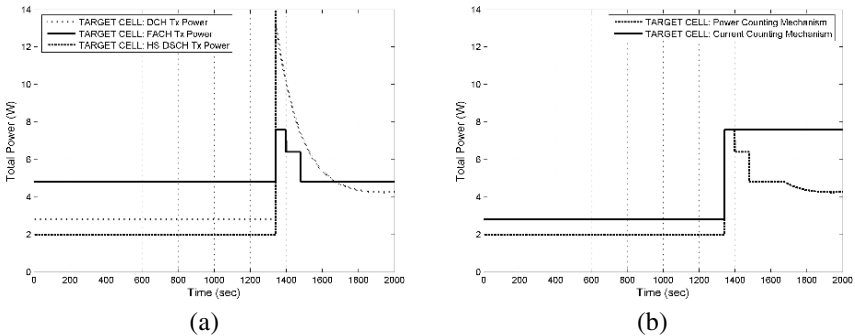 TARGET CELL: DCH Tx Power
TARGET CELL: FACH Tx Power
TARGET CELL: HS DSCH Tx Power
Total Power (W)
14
12
10
8
6
4
2
0
0 200 400 600 800 1000 1200 1400 1600 1800 2000
Time (sec)
(a)
TARGET CELL: Power Counting Mechanism
TARGET CELL: Current Counting Mechanism
Total Power (W)
14
12
10
8
6
4
2
0
0 200 400 600 800 1000 1200 1400 1600 1800 2000
Time (sec)
(b)